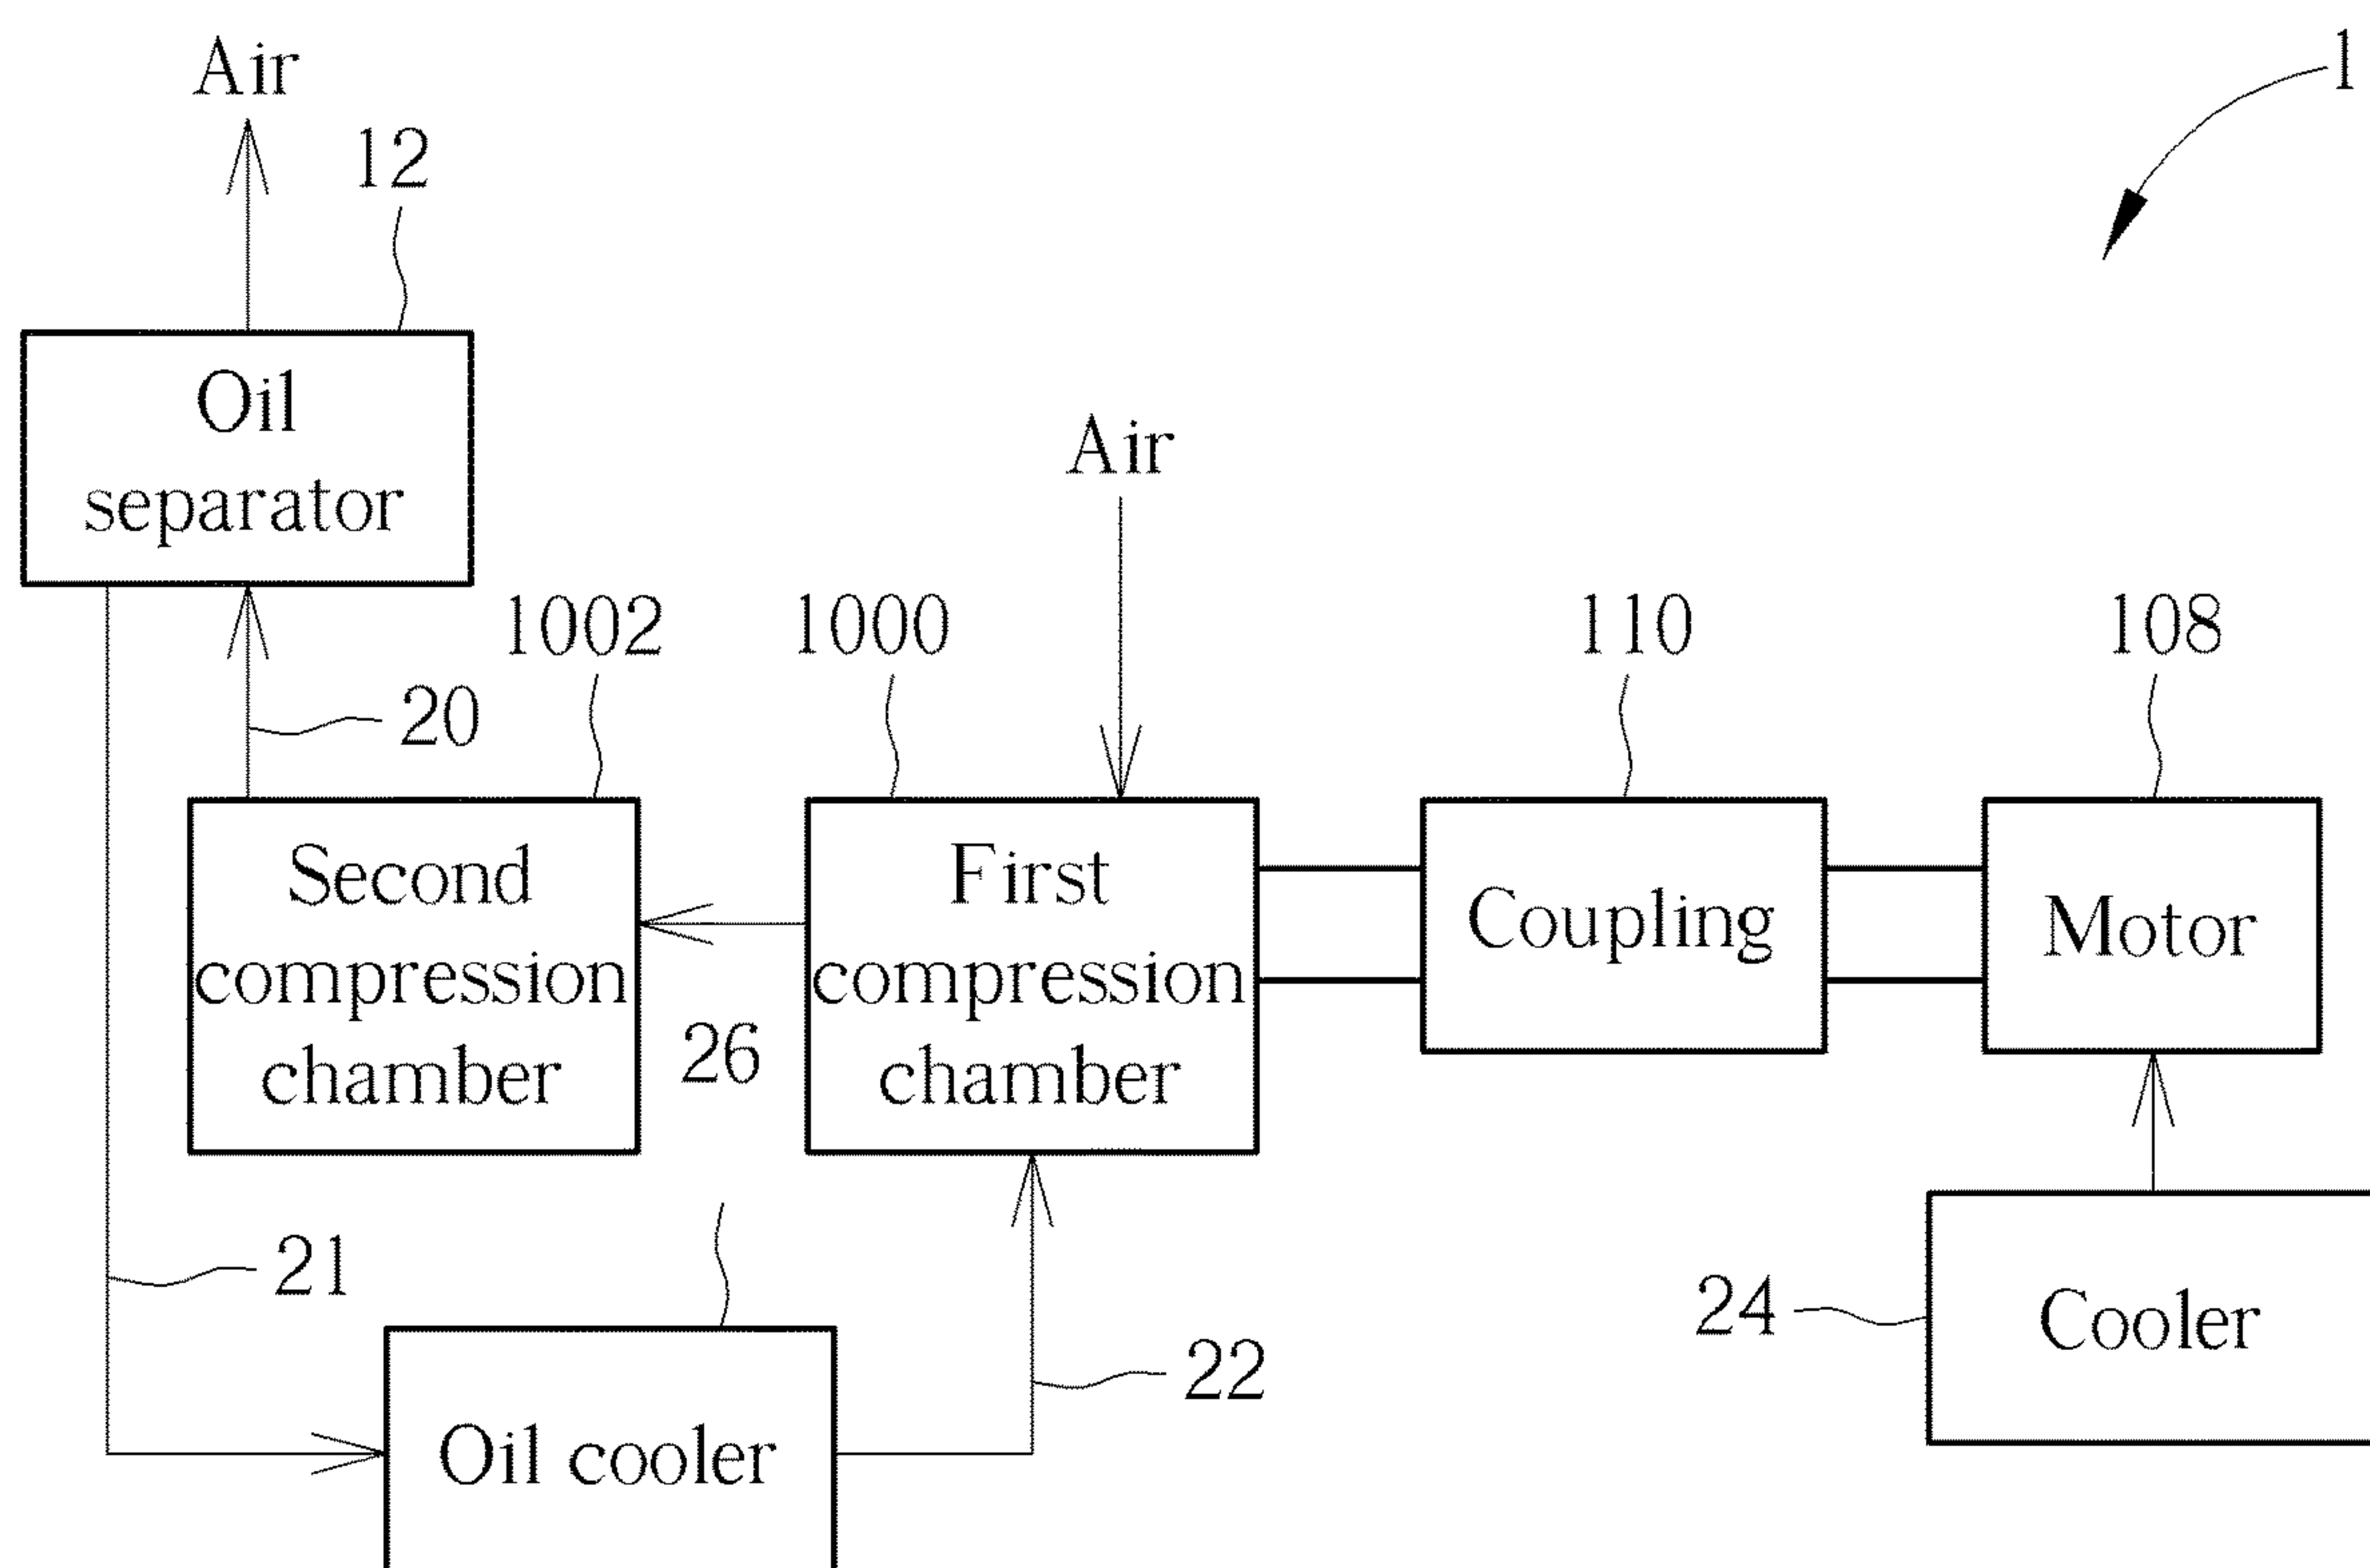 Air
1
12
Oil
separator
Air
1002
1000
110
108
20
Second
compression
chamber
First
compression
chamber
Coupling
Motor
26
21
24
Cooler
22
Oil cooler